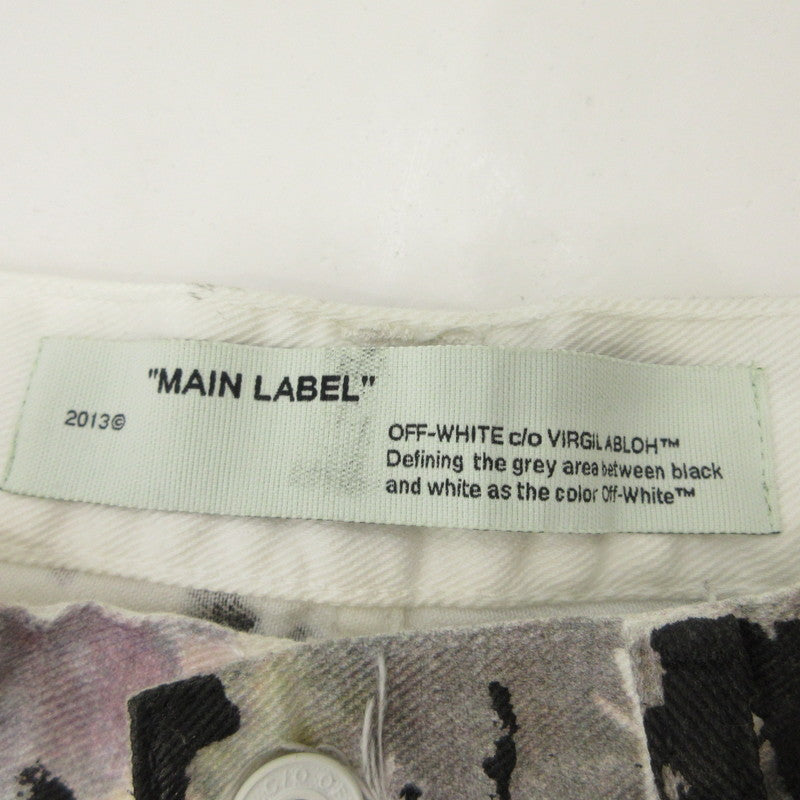 "MAIN LABEL"
2013©
OFF-WHITE c/o VIRGIL ABLOH™
Defining the grey area between black
and white as the color Off-White™
C/O OF